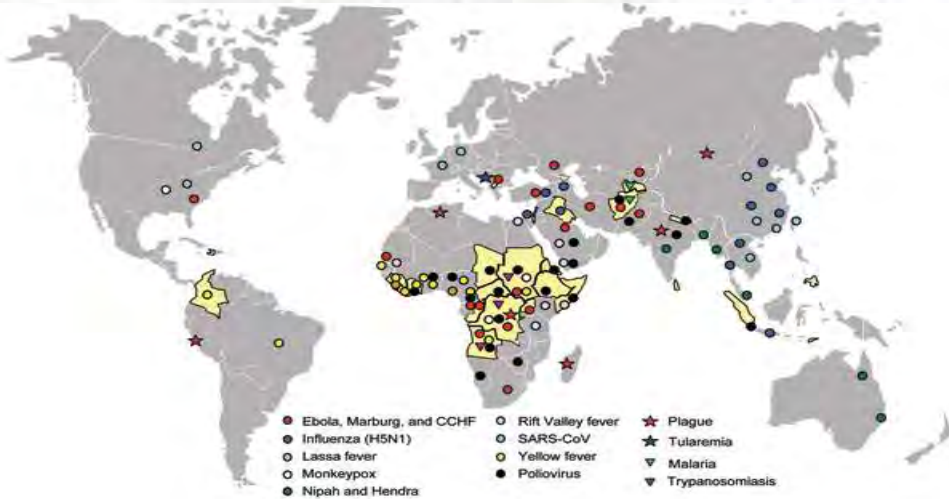 Ebola, Marburg, and CCHF
Influenza (H5N1)
Lassa fever
Monkeypox
Nipah and Hendra
Rift Valley fever
SARS-CoV
Yellow fever
Poliovirus
Plague
Tularemia
Malaria
Trypanosomiasis